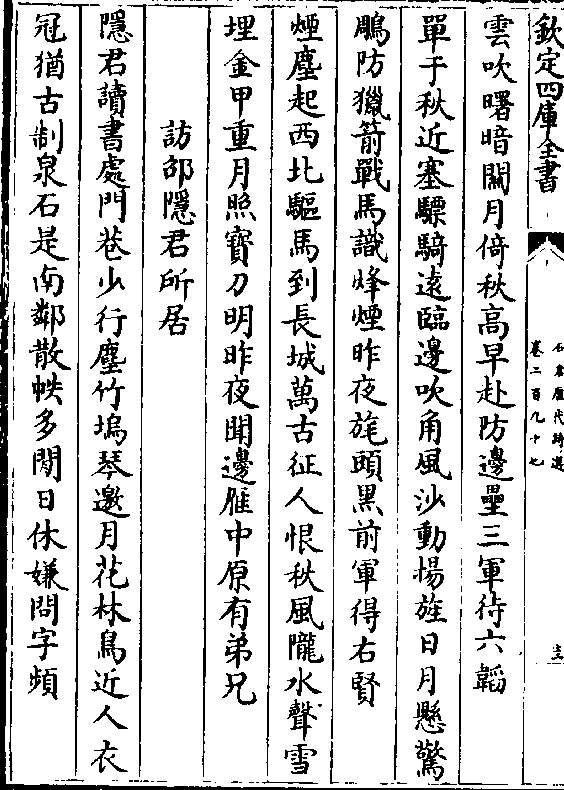 欽定四庫全書
石倉歷代詩選
卷二百九十七
雲吹曙暗關月倚秋高早赴防邊壘三軍待六韜
單于秋近塞驃騎遠臨邊吹角風沙動揚旌日月懸驚
鵰防獵箭戰馬識烽煙昨夜旄頭黑前軍得右賢
煙塵起西北驅馬到長城萬古征人恨秋風隴水聲雪
埋金甲重月照寶刀明昨夜聞邊雁中原有弟兄
訪邵隱君所居
隱君讀書處門巷少行塵竹塢琴邀月花林鳥近人衣
冠猶古制泉石是南鄰散帙多閒日休嫌問字頻